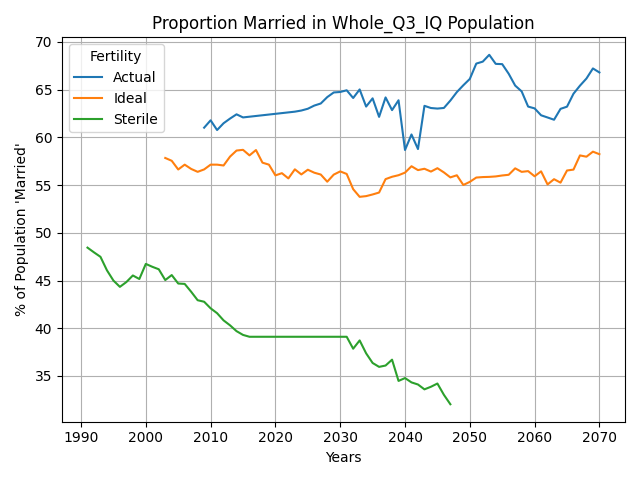 Proportion Married in Whole_Q3_IQ Population
Fertility
Actual
Ideal
Sterile
% of Population 'Married'
70
65
60
55
50
45
40
35
1990 2000 2010 2020 2030 2040 2050 2060 2070
Years